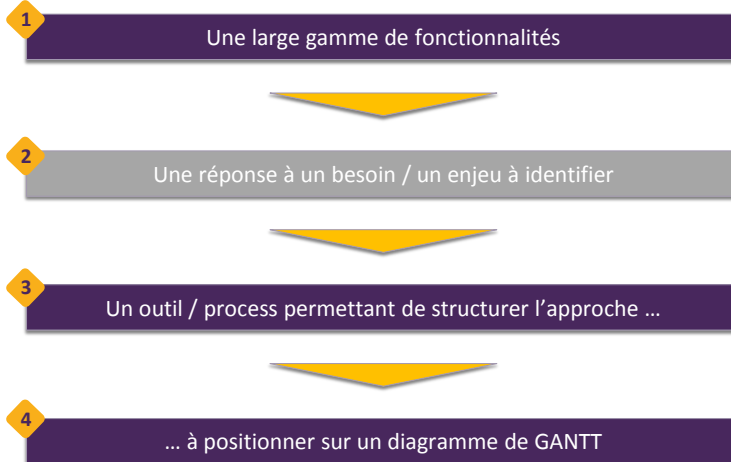 1
Une large gamme de fonctionnalités
2
Une réponse à un besoin / un enjeu à identifier
3
Un outil / process permettant de structurer l’approche …
4
… à positionner sur un diagramme de GANTT